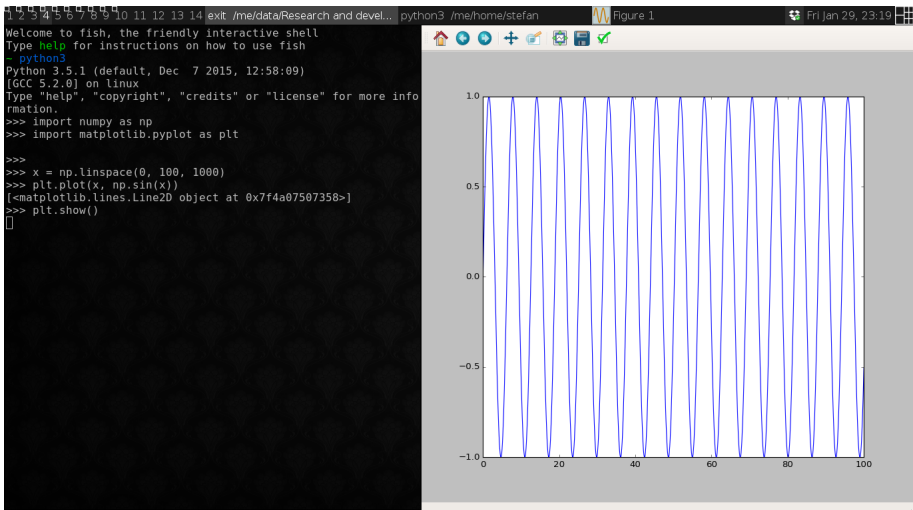 1 2 3 4 5 6 7 8 9 10 11 12 13 14 exit /me/data/Research and devel... python3 /me/home/stefan Figure 1 Fri Jan 29, 23:19
Welcome to fish, the friendly interactive shell
Type help for instructions on how to use fish
~ python3
Python 3.5.1 (default, Dec  7 2015, 12:58:09)
[GCC 5.2.0] on linux
Type "help", "copyright", "credits" or "license" for more info
rmation.
>>> import numpy as np
>>> import matplotlib.pyplot as plt
>>>
>>> x = np.linspace(0, 100, 1000)
>>> plt.plot(x, np.sin(x))
[<matplotlib.lines.Line2D object at 0x7f4a07507358>]
>>> plt.show()
1.0
0.5
0.0
−0.5
−1.0
0 20 40 60 80 100